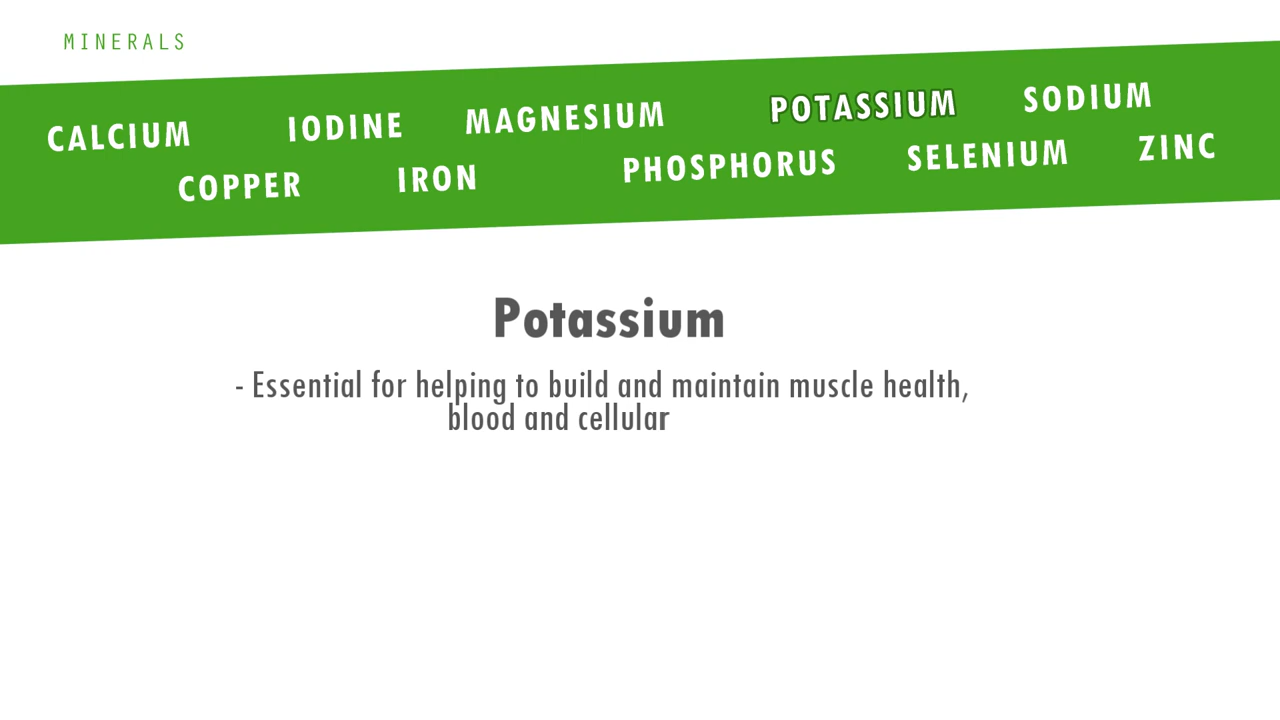 MINERALS
CALCIUM IODINE MAGNESIUM POTASSIUM SODIUM
COPPER IRON PHOSPHORUS SELENIUM ZINC
Potassium
- Essential for helping to build and maintain muscle health,
blood and cellular